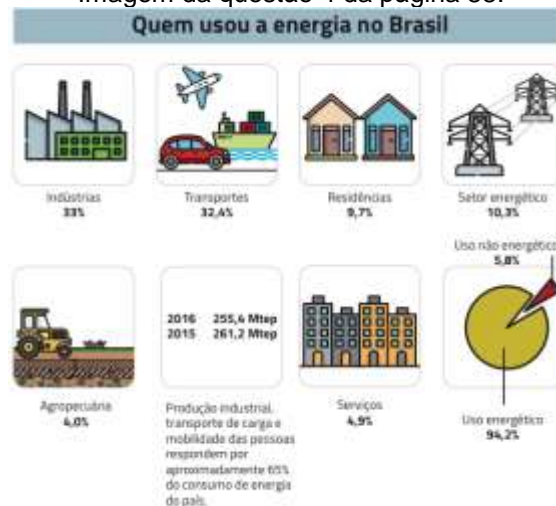 Imagem da questão 4 da página 38.
Quem usou a energia no Brasil
Indústrias
33%
Transportes
32,4%
Residências
9,7%
Setor energético
10,3%
Uso não energético
5,8%
Agropecuária
4,0%
2016 255,4 Mtep
2015 261,2 Mtep
Produção industrial,
transporte de carga e
mobilidade das pessoas
respondem por
aproximadamente 65%
do consumo de energia
do país.
Serviços
4,9%
Uso energético
94,2%